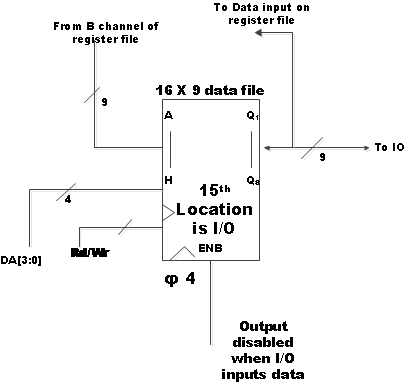 To Data input on
register file
From B channel of
register file
16 X 9 data file
9
A
Q1
H
Q8
9
To IO
15th
Location
is I/O
4
DA[3:0]
Rd/Wr
ENB
φ 4
Output
disabled
when I/O
inputs data